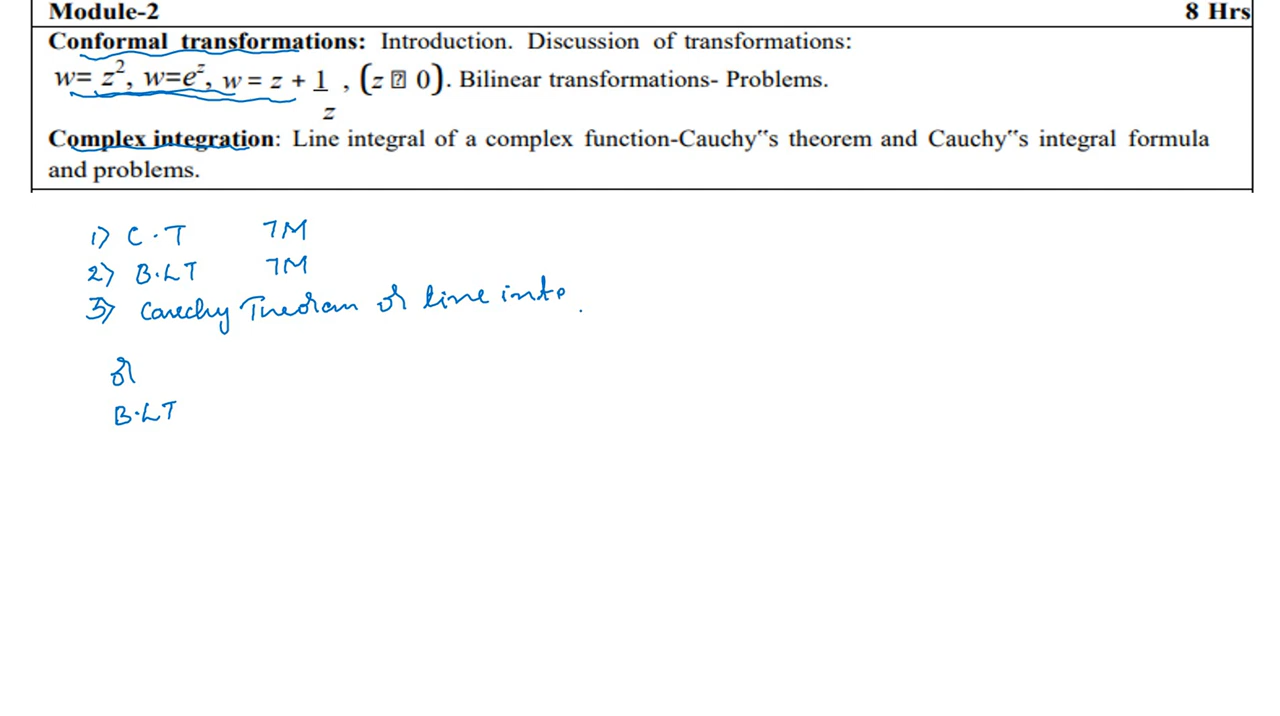 Module-2 8 Hrs
Conformal transformations: Introduction. Discussion of transformations:
w= z², w=eᶻ, w = z + 1 , (z ⍰ 0). Bilinear transformations- Problems.
z
Complex integration: Line integral of a complex function-Cauchy‟s theorem and Cauchy‟s integral formula
and problems.
1) C.T 7M
2) B.LT 7M
3) Cauchy Theorem or line inte.
or
B.LT